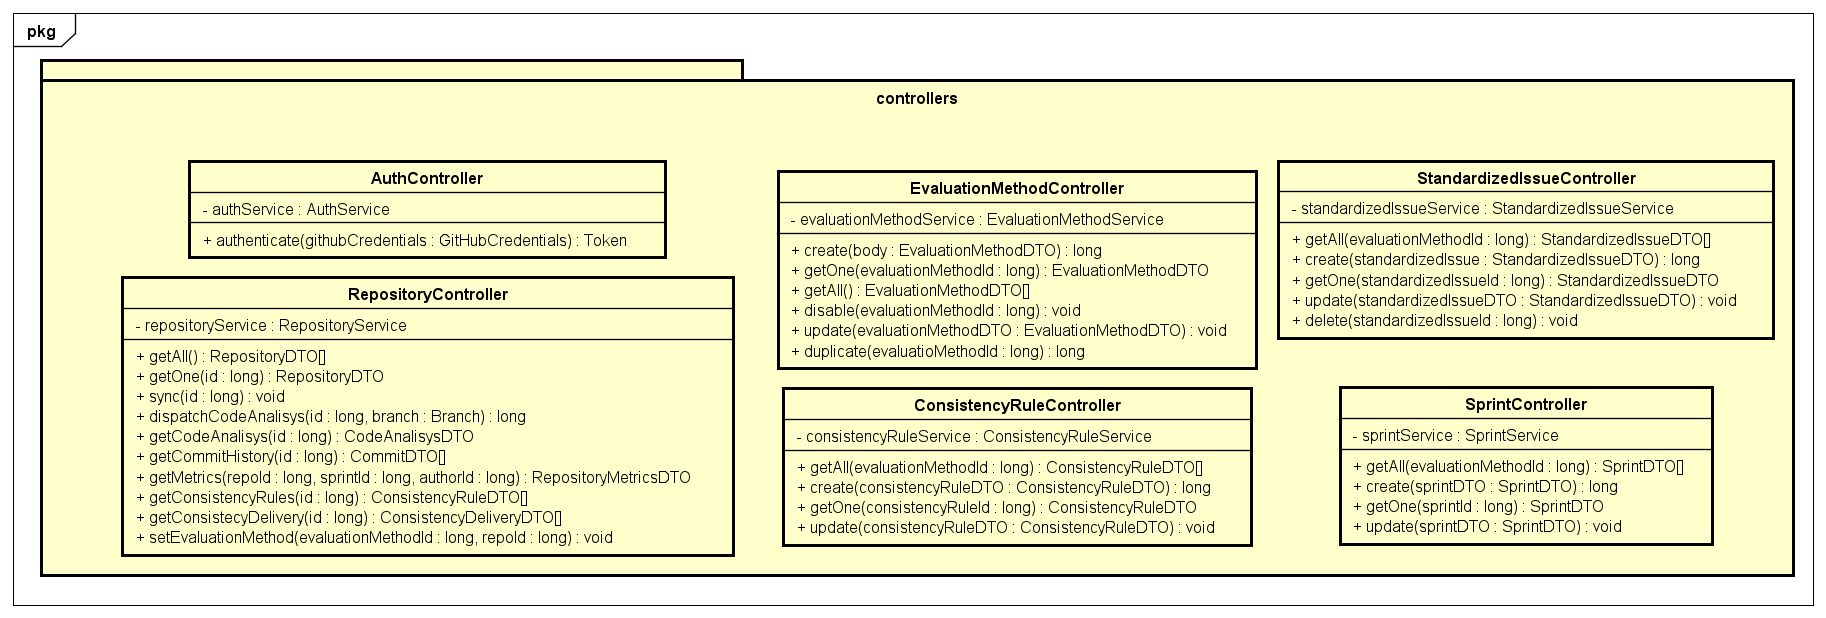 pkg
controllers
AuthController
- authService : AuthService
+ authenticate(githubCredentials : GitHubCredentials) : Token
RepositoryController
- repositoryService : RepositoryService
+ getAll() : RepositoryDTO[]
+ getOne(id : long) : RepositoryDTO
+ sync(id : long) : void
+ dispatchCodeAnalisys(id : long, branch : Branch) : long
+ getCodeAnalisys(id : long) : CodeAnalisysDTO
+ getCommitHistory(id : long) : CommitDTO[]
+ getMetrics(repoId : long, sprintId : long, authorId : long) : RepositoryMetricsDTO
+ getConsistencyRules(id : long) : ConsistencyRuleDTO[]
+ getConsistecyDelivery(id : long) : ConsistencyDeliveryDTO[]
+ setEvaluationMethod(evaluationMethodId : long, repoId : long) : void
EvaluationMethodController
- evaluationMethodService : EvaluationMethodService
+ create(body : EvaluationMethodDTO) : long
+ getOne(evaluationMethodId : long) : EvaluationMethodDTO
+ getAll() : EvaluationMethodDTO[]
+ disable(evaluationMethodId : long) : void
+ update(evaluationMethodDTO : EvaluationMethodDTO) : void
+ duplicate(evaluatioMethodId : long) : long
ConsistencyRuleController
- consistencyRuleService : ConsistencyRuleService
+ getAll(evaluationMethodId : long) : ConsistencyRuleDTO[]
+ create(consistencyRuleDTO : ConsistencyRuleDTO) : long
+ getOne(consistencyRuleId : long) : ConsistencyRuleDTO
+ update(consistencyRuleDTO : ConsistencyRuleDTO) : void
StandardizedIssueController
- standardizedIssueService : StandardizedIssueService
+ getAll(evaluationMethodId : long) : StandardizedIssueDTO[]
+ create(standardizedIssue : StandardizedIssueDTO) : long
+ getOne(standardizedIssueId : long) : StandardizedIssueDTO
+ update(standardizedIssueDTO : StandardizedIssueDTO) : void
+ delete(standardizedIssueId : long) : void
SprintController
- sprintService : SprintService
+ getAll(evaluationMethodId : long) : SprintDTO[]
+ create(sprintDTO : SprintDTO) : long
+ getOne(sprintId : long) : SprintDTO
+ update(sprintDTO : SprintDTO) : void